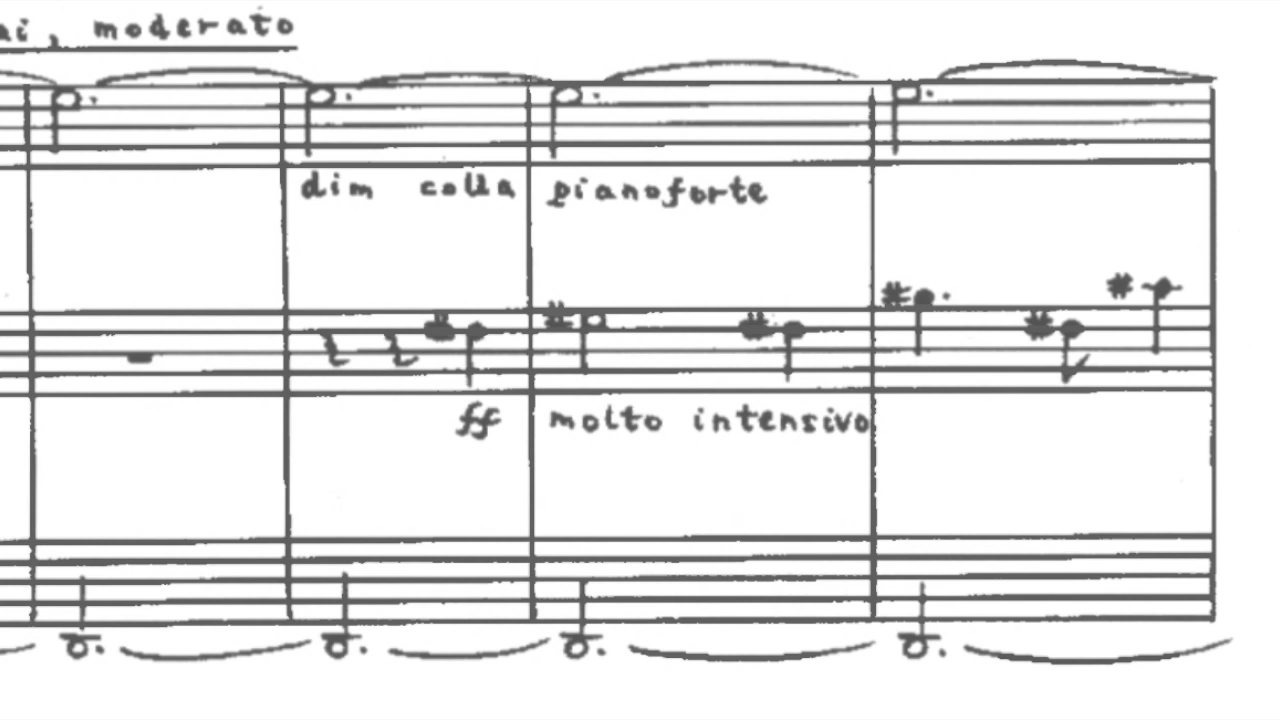 ai, moderato
dim colla pianoforte
ff molto intensivo